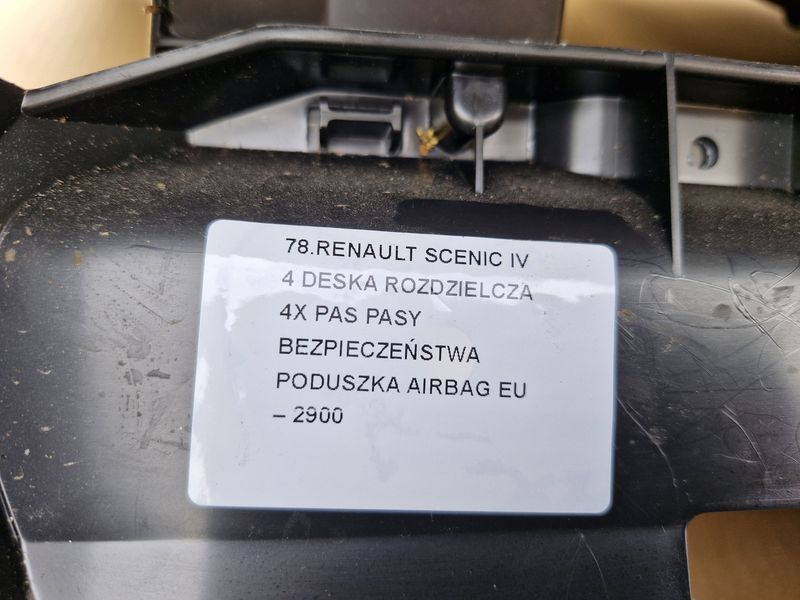 78.RENAULT SCENIC IV
4 DESKA ROZDZIELCZA
4X PAS PASY
BEZPIECZEŃSTWA
PODUSZKA AIRBAG EU
– 2900